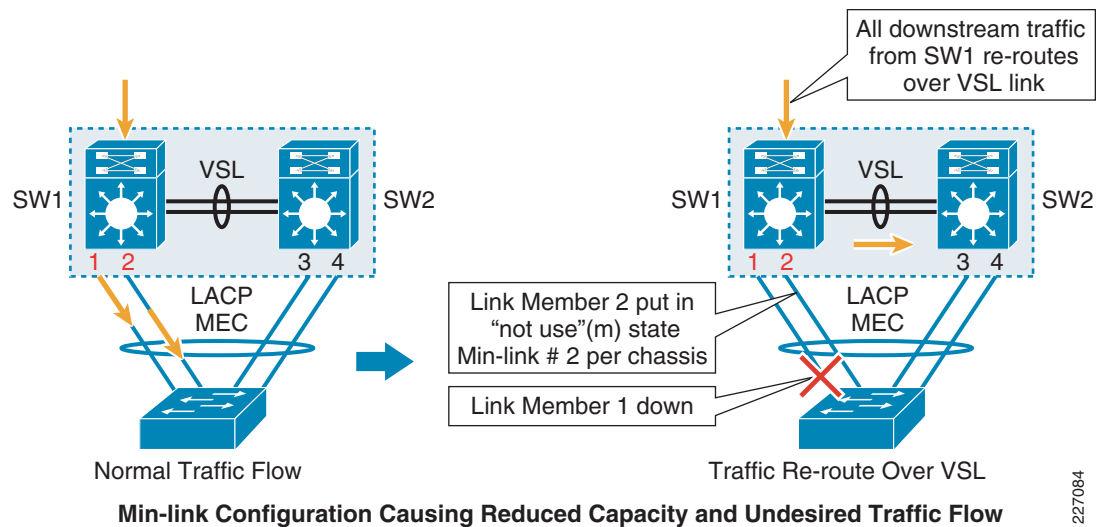 All downstream traffic
from SW1 re-routes
over VSL link
SW1
VSL
SW2
1 2
3 4
LACP
MEC
Normal Traffic Flow
SW1
VSL
SW2
1 2
3 4
LACP
MEC
Link Member 2 put in
“not use”(m) state
Min-link # 2 per chassis
Link Member 1 down
Traffic Re-route Over VSL
227084
Min-link Configuration Causing Reduced Capacity and Undesired Traffic Flow